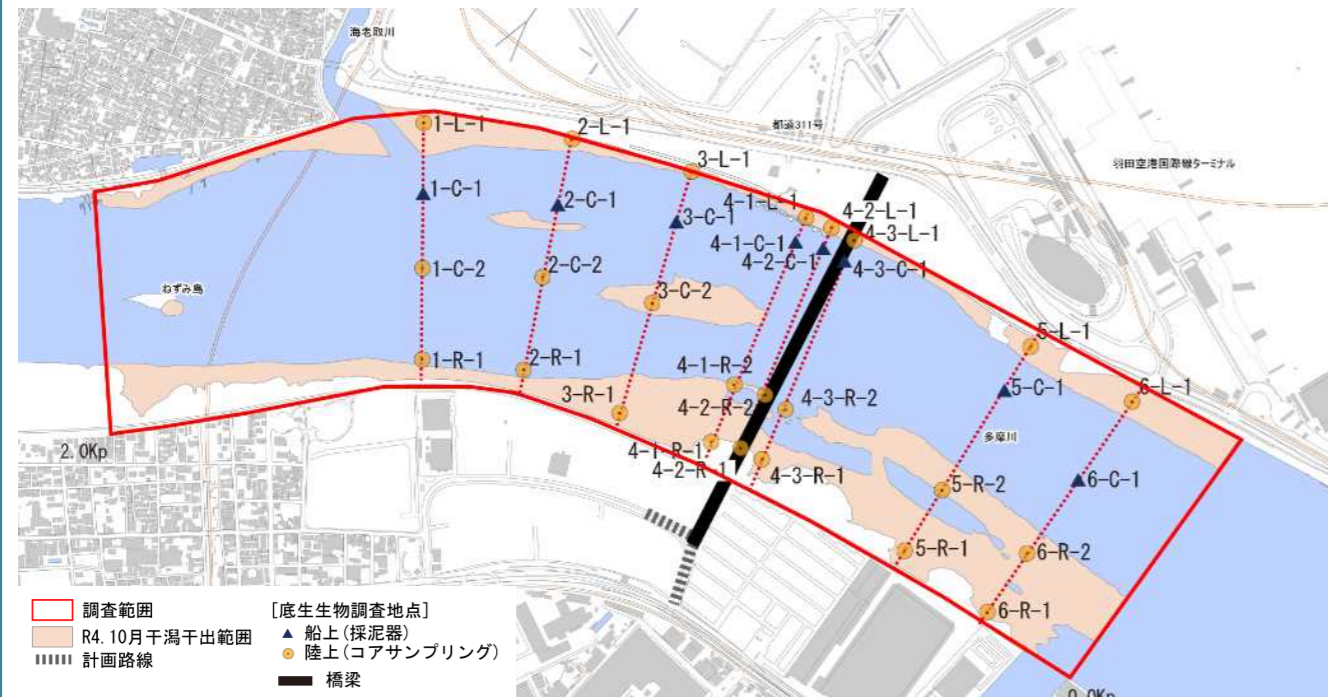 海老取川
都道311号
羽田空港国際線ターミナル
1-L-1
2-L-1
3-L-1
4-1-L-1
4-2-L-1
4-3-L-1
1-C-1
2-C-1
3-C-1
4-1-C-1
4-2-C-1
4-3-C-1
1-C-2
2-C-2
3-C-2
ねずみ島
5-L-1
5-C-1
6-L-1
1-R-1
2-R-1
3-R-1
4-1-R-2
4-2-R-2
4-3-R-2
多摩川
4-1-R-1
4-2-R-1
4-3-R-1
6-C-1
5-R-2
5-R-1
6-R-2
6-R-1
2.0Kp
0.0Kp
調査範囲
R4.10月干潟干出範囲
計画路線
[底生生物調査地点]
船上(採泥器)
陸上(コアサンプリング)
橋梁